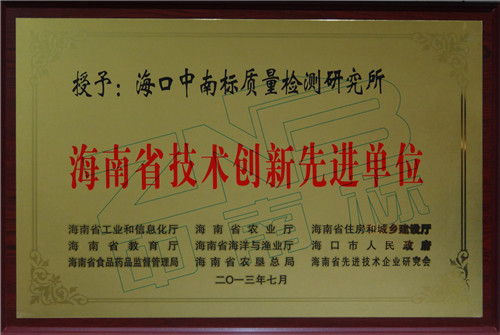 授予：海口中南标质量检测研究所
ZNB
海南省技术创新先进单位
中南标
海南省工业和信息化厅 海南省农业厅 海南省住房和城乡建设厅
海南省教育厅 海南省海洋与渔业厅 海口市人民政府
海南省食品药品监督管理局 海南省农垦总局 海南省先进技术企业研究会
二〇一三年七月